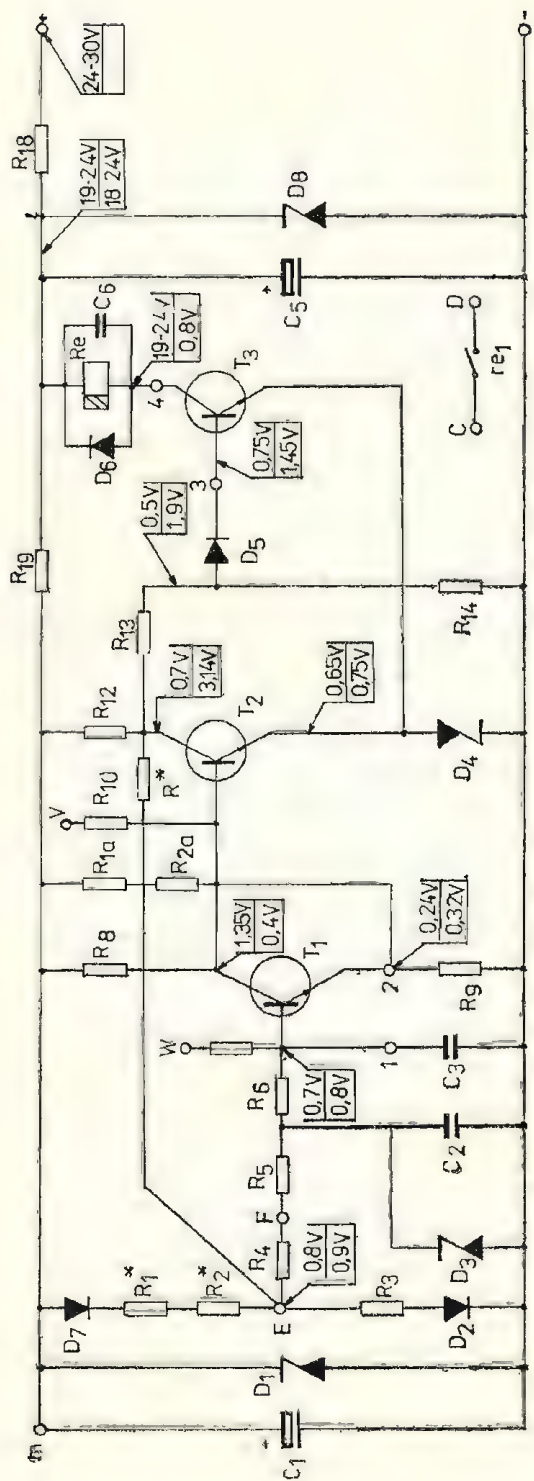 +
24-30V
R18
19-24V
18 24V
D8
C5
+
Re
C6
D6
19-24V
0,8V
4
T3
0,75V
1,45V
3
0,5V
1,9V
D5
R19
R13
R14
R12
0,7V
3,14V
T2
0,65V
0,75V
D4
R*
V
R10
R1a
R2a
R8
1,35V
0,4V
T1
0,24V
0,32V
2
R9
W
R6
0,7V
0,8V
1
C3
R5
F
R4
C2
D3
0,8V
0,9V
E
D7
R1*
R2*
R3
D2
D1
m
C1
+
C
D
re1
-